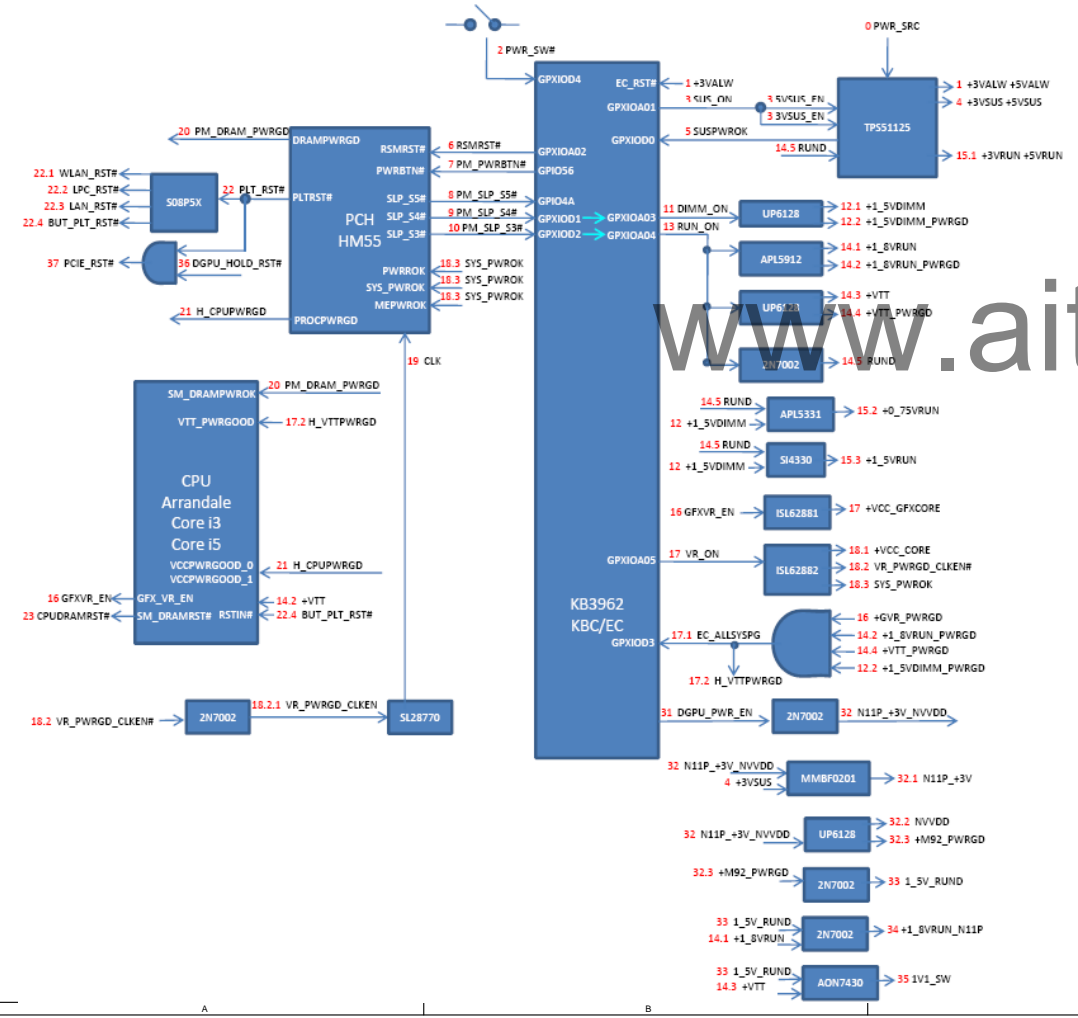 0 PWR_SRC
2 PWR_SW#
GPXIOD4
EC_RST#
1 +3VALW
GPXIOA01
3 SUS_ON
3 5VSUS_EN
3 3VSUS_EN
GPXIOD0
5 SUSPWROK
14.5 RUND
TPS51125
1 +3VALW +5VALW
4 +3VSUS +5VSUS
15.1 +3VRUN +5VRUN
20 PM_DRAM_PWRGD
DRAMPWRGD
RSMRST#
6 RSMRST#
GPXIOA02
PWRBTN#
7 PM_PWRBTN#
GPIO56
22.1 WLAN_RST#
22.2 LPC_RST#
22.3 LAN_RST#
22.4 BUT_PLT_RST#
S08P5X
22 PLT_RST#
PLTRST#
PCH
HM55
SLP_S5#
8 PM_SLP_S5#
GPIO4A
SLP_S4#
9 PM_SLP_S4#
GPXIOD1
GPXIOA03
SLP_S3#
10 PM_SLP_S3#
GPXIOD2
GPXIOA04
11 DIMM_ON
UP6128
12.1 +1_5VDIMM
12.2 +1_5VDIMM_PWRGD
13 RUN_ON
APL5912
14.1 +1_8VRUN
14.2 +1_8VRUN_PWRGD
37 PCIE_RST#
36 DGPU_HOLD_RST#
PWROK
18.3 SYS_PWROK
SYS_PWROK
18.3 SYS_PWROK
MEPWROK
18.3 SYS_PWROK
UP6128
14.3 +VTT
14.4 +VTT_PWRGD
www.ait
21 H_CPUPWRGD
PROCPWRGD
19 CLK
2N7002
14.5 RUND
SM_DRAMPWROK
20 PM_DRAM_PWRGD
VTT_PWRGOOD
17.2 H_VTTPWRGD
14.5 RUND
12 +1_5VDIMM
APL5331
15.2 +0_75VRUN
14.5 RUND
12 +1_5VDIMM
SI4330
15.3 +1_5VRUN
CPU
Arrandale
Core i3
Core i5
16 GFXVR_EN
ISL62881
17 +VCC_GFXCORE
VCCPWRGOOD_0
VCCPWRGOOD_1
21 H_CPUPWRGD
GPXIOA05
17 VR_ON
ISL62882
18.1 +VCC_CORE
18.2 VR_PWRGD_CLKEN#
18.3 SYS_PWROK
16 GFXVR_EN
GFX_VR_EN
14.2 +VTT
23 CPUDRAMRST#
SM_DRAMRST#
RSTIN#
22.4 BUT_PLT_RST#
KB3962
KBC/EC
GPXIOD3
17.1 EC_ALLSYSPG
17.2 H_VTTPWRGD
16 +GVR_PWRGD
14.2 +1_8VRUN_PWRGD
14.4 +VTT_PWRGD
12.2 +1_5VDIMM_PWRGD
18.2 VR_PWRGD_CLKEN#
2N7002
18.2.1 VR_PWRGD_CLKEN
SL28770
31 DGPU_PWR_EN
2N7002
32 N11P_+3V_NVVDD
32 N11P_+3V_NVVDD
4 +3VSUS
MMBF0201
32.1 N11P_+3V
32 N11P_+3V_NVVDD
UP6128
32.2 NVVDD
32.3 +M92_PWRGD
32.3 +M92_PWRGD
2N7002
33 1_5V_RUND
33 1_5V_RUND
14.1 +1_8VRUN
2N7002
34 +1_8VRUN_N11P
33 1_5V_RUND
14.3 +VTT
AON7430
35 1V1_SW
A
B